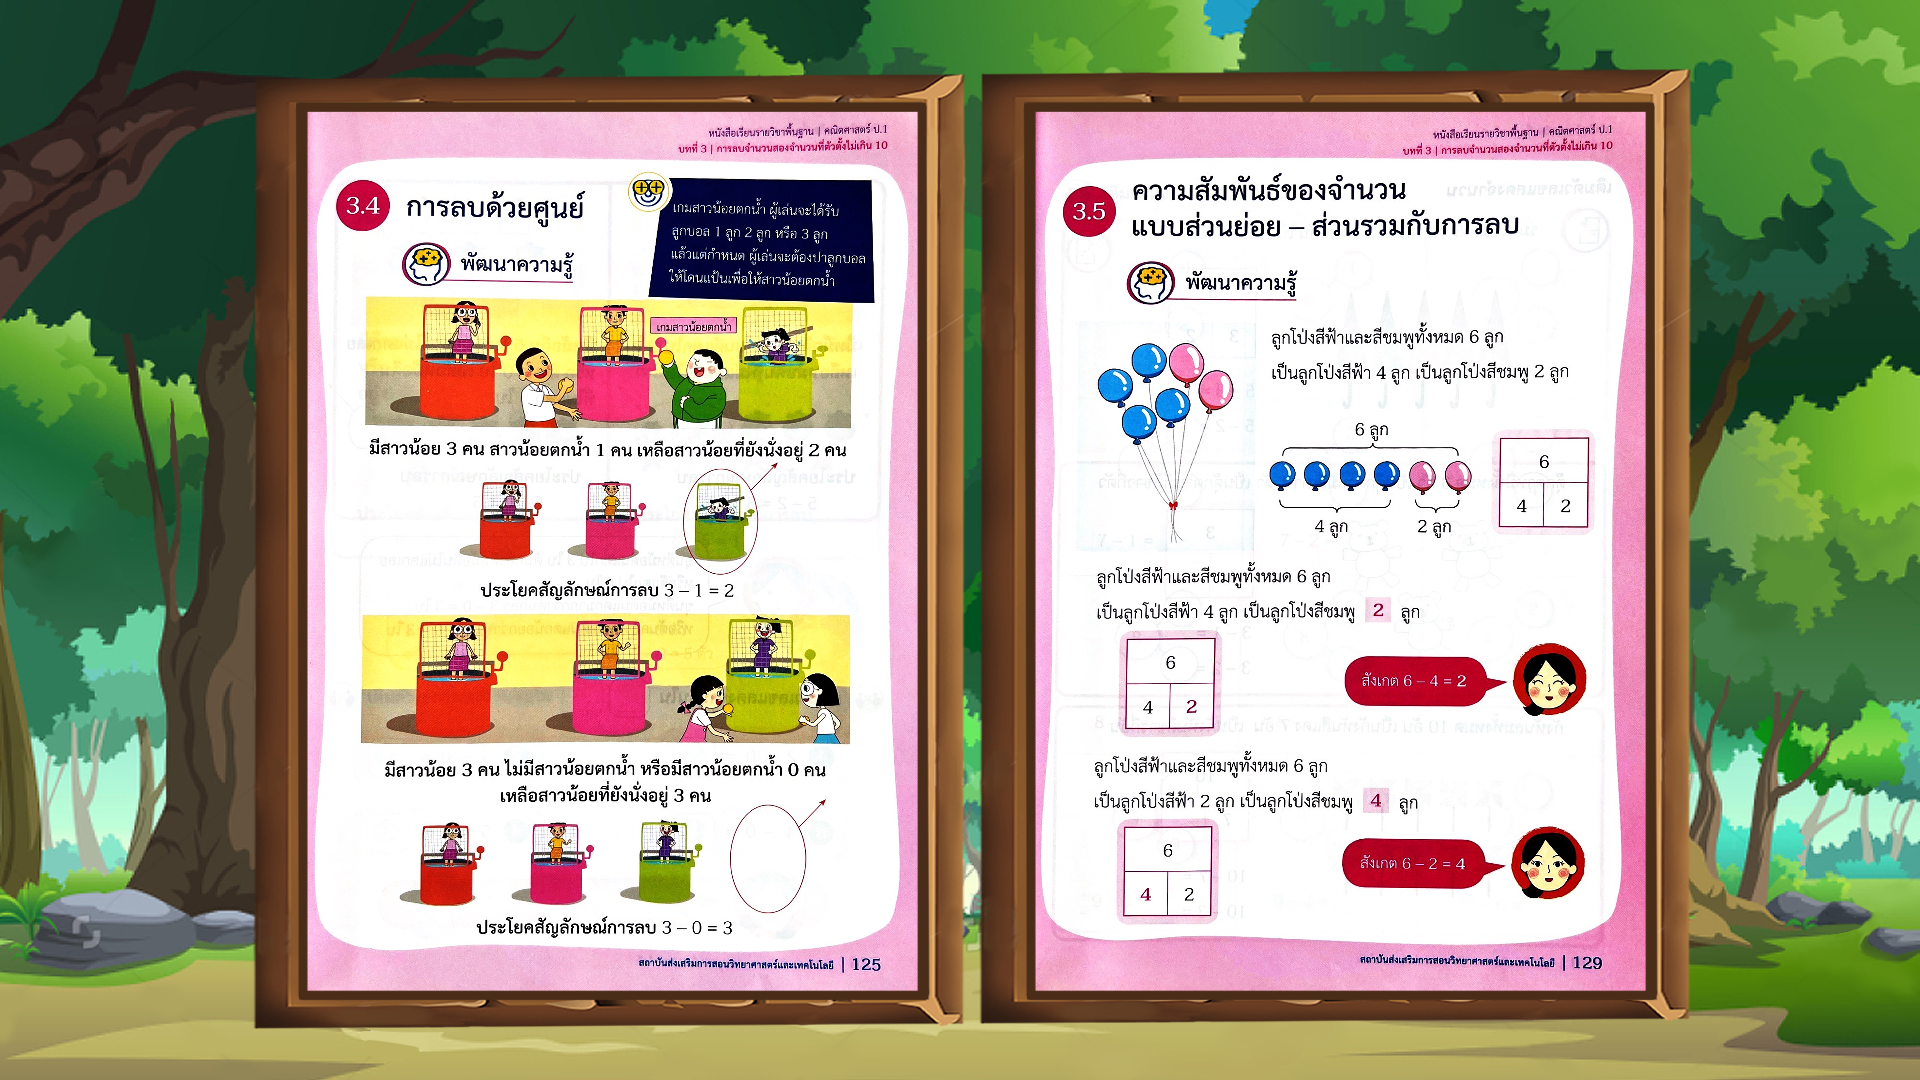 หนังสือเรียนรายวิชาพื้นฐาน | คณิตศาสตร์ ป.1
บทที่ 3 | การลบจำนวนสองจำนวนที่ตัวตั้งไม่เกิน 10
3.4 การลบด้วยศูนย์
พัฒนาความรู้
เกมสาวน้อยตกน้ำ ผู้เล่นจะได้รับ
ลูกบอล 1 ลูก 2 ลูก หรือ 3 ลูก
แล้วแต่กำหนด ผู้เล่นจะต้องปาลูกบอล
ให้โดนแป้นเพื่อให้สาวน้อยตกน้ำ
เกมสาวน้อยตกน้ำ
มีสาวน้อย 3 คน สาวน้อยตกน้ำ 1 คน เหลือสาวน้อยที่ยังนั่งอยู่ 2 คน
ประโยคสัญลักษณ์การลบ 3 – 1 = 2
มีสาวน้อย 3 คน ไม่มีสาวน้อยตกน้ำ หรือมีสาวน้อยตกน้ำ 0 คน
เหลือสาวน้อยที่ยังนั่งอยู่ 3 คน
ประโยคสัญลักษณ์การลบ 3 – 0 = 3
สถาบันส่งเสริมการสอนวิทยาศาสตร์และเทคโนโลยี | 125
หนังสือเรียนรายวิชาพื้นฐาน | คณิตศาสตร์ ป.1
บทที่ 3 | การลบจำนวนสองจำนวนที่ตัวตั้งไม่เกิน 10
3.5 ความสัมพันธ์ของจำนวน
แบบส่วนย่อย – ส่วนรวมกับการลบ
พัฒนาความรู้
ลูกโป่งสีฟ้าและสีชมพูทั้งหมด 6 ลูก
เป็นลูกโป่งสีฟ้า 4 ลูก เป็นลูกโป่งสีชมพู 2 ลูก
6 ลูก
4 ลูก 2 ลูก
6
4 2
ลูกโป่งสีฟ้าและสีชมพูทั้งหมด 6 ลูก
เป็นลูกโป่งสีฟ้า 4 ลูก เป็นลูกโป่งสีชมพู 2 ลูก
6
4 2
สังเกต 6 – 4 = 2
ลูกโป่งสีฟ้าและสีชมพูทั้งหมด 6 ลูก
เป็นลูกโป่งสีฟ้า 2 ลูก เป็นลูกโป่งสีชมพู 4 ลูก
6
4 2
สังเกต 6 – 2 = 4
สถาบันส่งเสริมการสอนวิทยาศาสตร์และเทคโนโลยี | 129